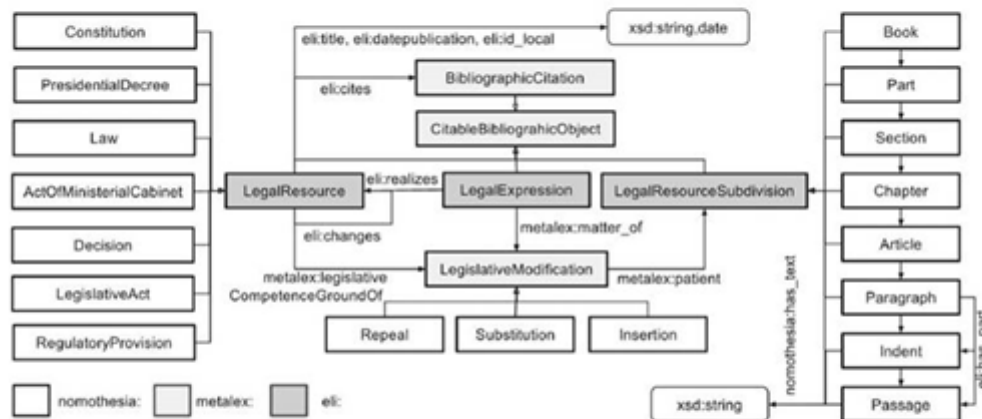 Constitution
PresidentialDecree
Law
ActOfMinisterialCabinet
Decision
LegislativeAct
RegulatoryProvision
eli:title, eli:datepublication, eli:id_local
xsd:string,date
eli:cites
BibliographicCitation
CitableBibliograhicObject
LegalResource
eli:realizes
LegalExpression
LegalResourceSubdivision
eli:changes
metalex:matter_of
metalex:legislative
CompetenceGroundOf
LegislativeModification
metalex:patient
Repeal
Substitution
Insertion
Book
Part
Section
Chapter
Article
Paragraph
Indent
Passage
nomothesia:has_text
eli:has_part
xsd:string
nomothesia:
metalex:
eli: